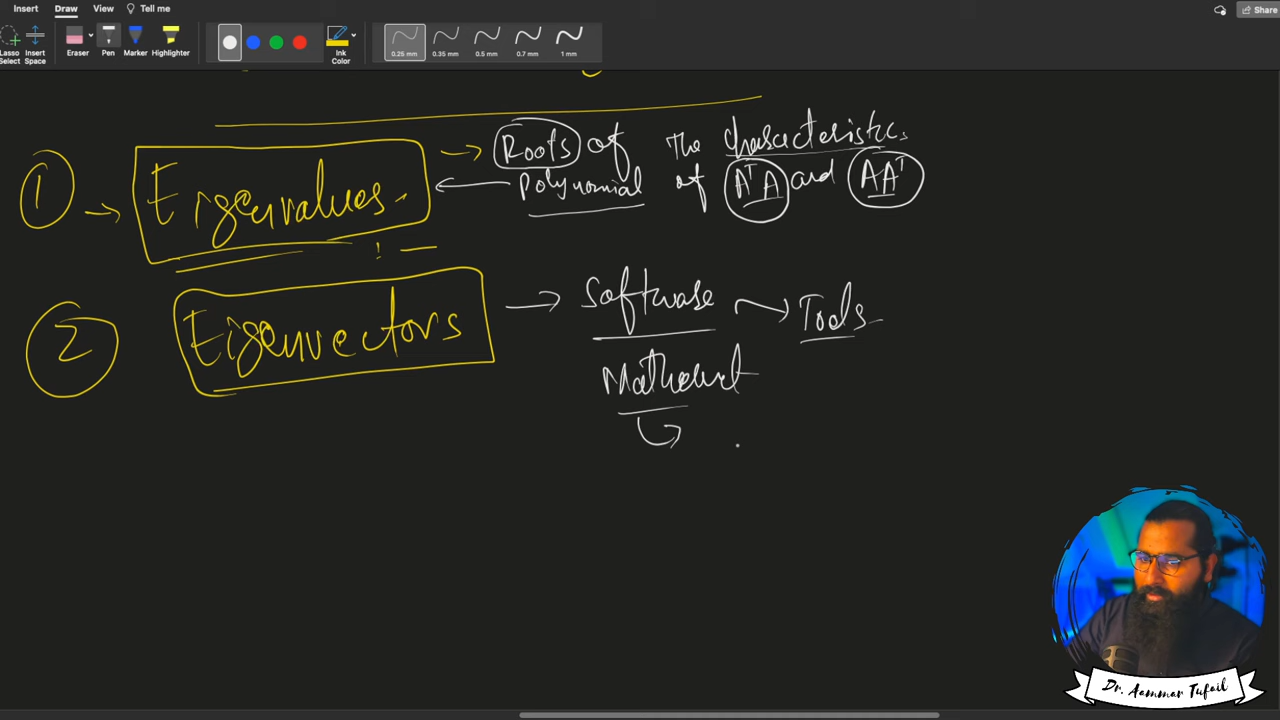 Insert Draw View Tell me
Share
Lasso Select
Insert Space
Eraser
Pen
Marker
Highlighter
Ink Color
0.25 mm
0.35 mm
0.5 mm
0.7 mm
1 mm
1 → Eigenvalues. → Roots of The characteristic
← Polynomial of AᵀA and AAᵀ
2 Eigenvectors → Software → Tools
Mathemat
Dr. Aammar Tufail